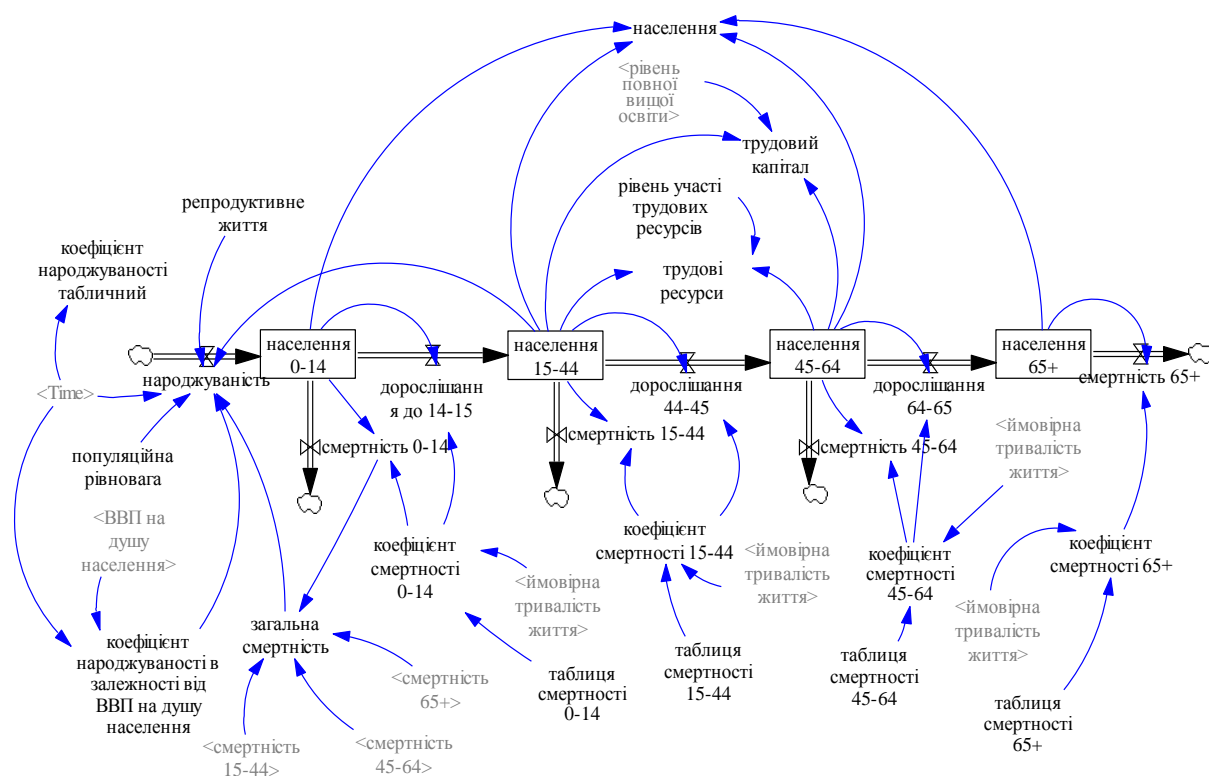 населення
<рівень
повної
вищої
освіти>
трудовий
капітал
рівень участі
трудових
ресурсів
репродуктивне
життя
коефіцієнт
народжуваності
табличний
трудові
ресурси
населення
0-14
населення
15-44
населення
45-64
населення
65+
народжуваність
<Time>
дорослішанн
я до 14-15
дорослішання
44-45
дорослішання
64-65
смертність 65+
смертність 0-14
смертність 15-44
смертність 45-64
<ймовірна
тривалість
життя>
популяційна
рівновага
<ВВП на
душу
населення>
коефіцієнт
смертності
0-14
<ймовірна
тривалість
життя>
коефіцієнт
смертності 15-44
<ймовірна
тривалість
життя>
коефіцієнт
смертності
45-64
коефіцієнт
смертності 65+
<ймовірна
тривалість
життя>
коефіцієнт
народжуваності в
залежності від
ВВП на душу
населення
загальна
смертність
<смертність
65+>
таблиця
смертності
0-14
таблиця
смертності
15-44
таблиця
смертності
45-64
таблиця
смертності
65+
<смертність
15-44>
<смертність
45-64>